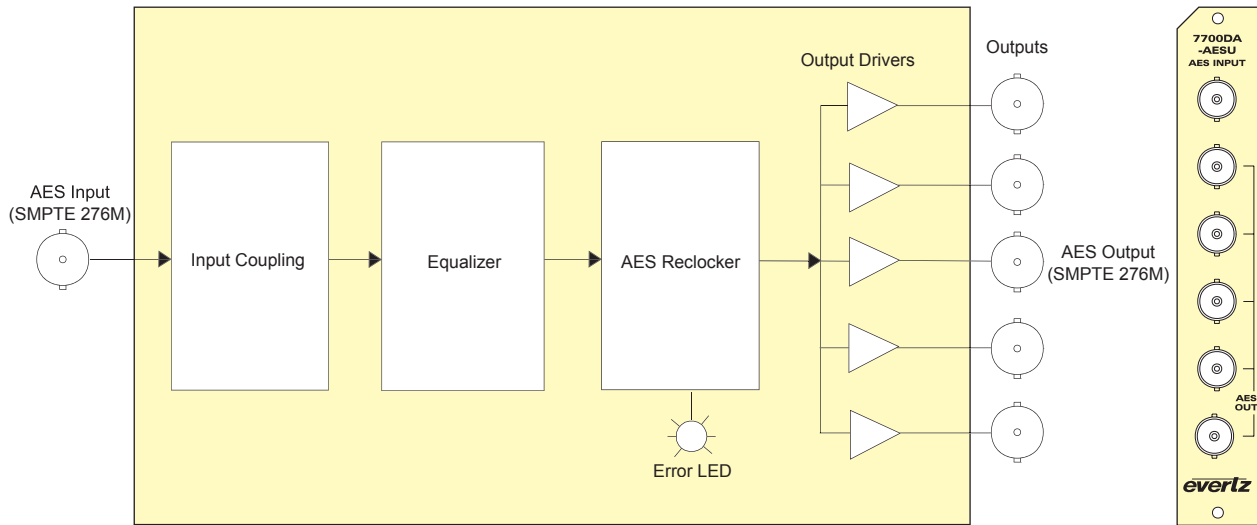 AES Input
(SMPTE 276M)
Input Coupling
Equalizer
AES Reclocker
Error LED
Output Drivers
Outputs
AES Output
(SMPTE 276M)
7700DA
-AESU
AES INPUT
AES
OUT
evertz